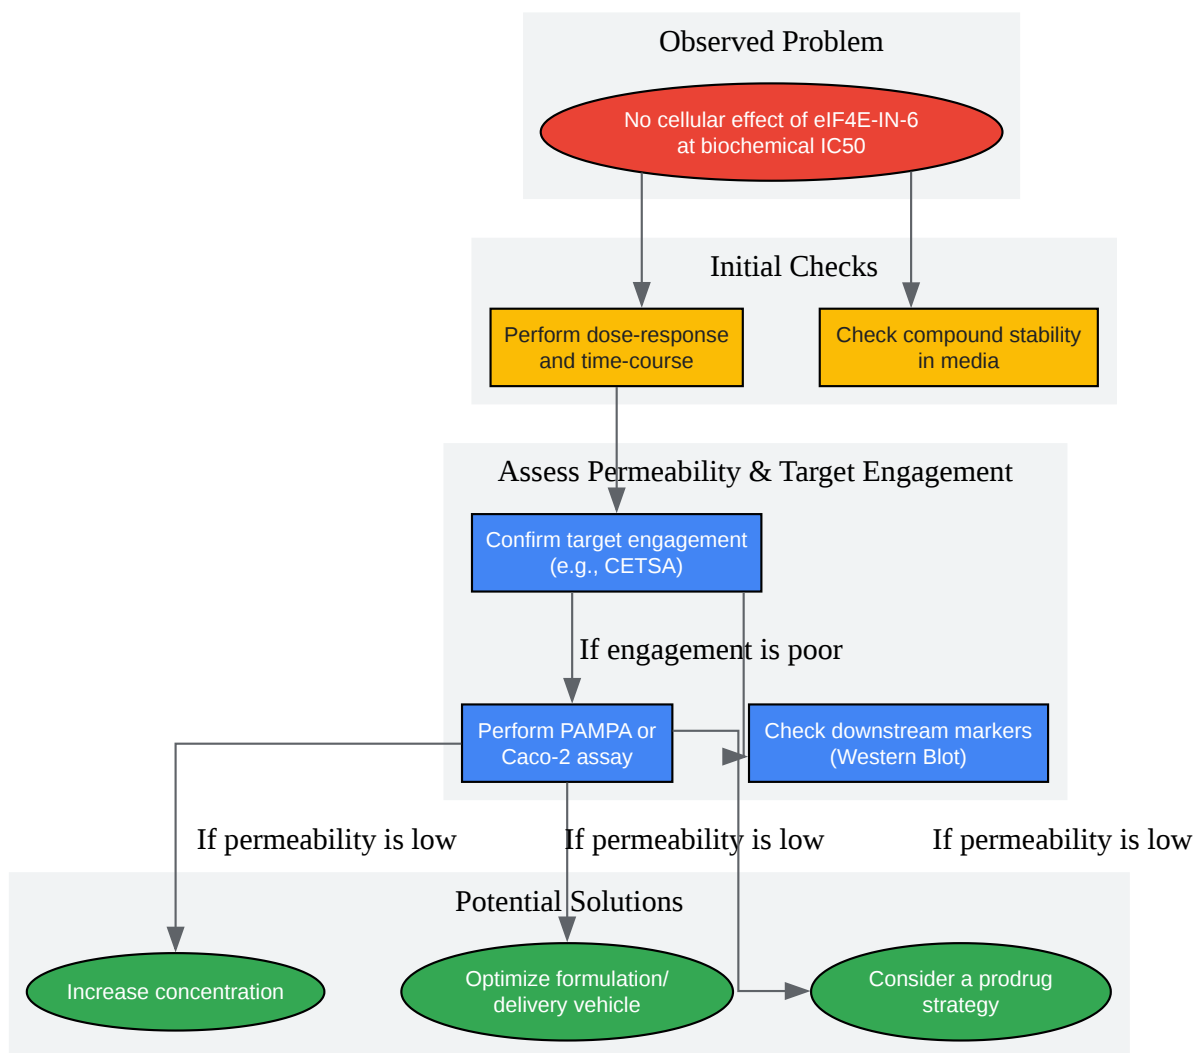 Observed Problem
No cellular effect of eIF4E-IN-6
at biochemical IC50
Initial Checks
Perform dose-response
and time-course
Check compound stability
in media
Assess Permeability & Target Engagement
Confirm target engagement
(e.g., CETSA)
If engagement is poor
Perform PAMPA or
Caco-2 assay
Check downstream markers
(Western Blot)
If permeability is low
If permeability is low
If permeability is low
Potential Solutions
Increase concentration
Optimize formulation/
delivery vehicle
Consider a prodrug
strategy